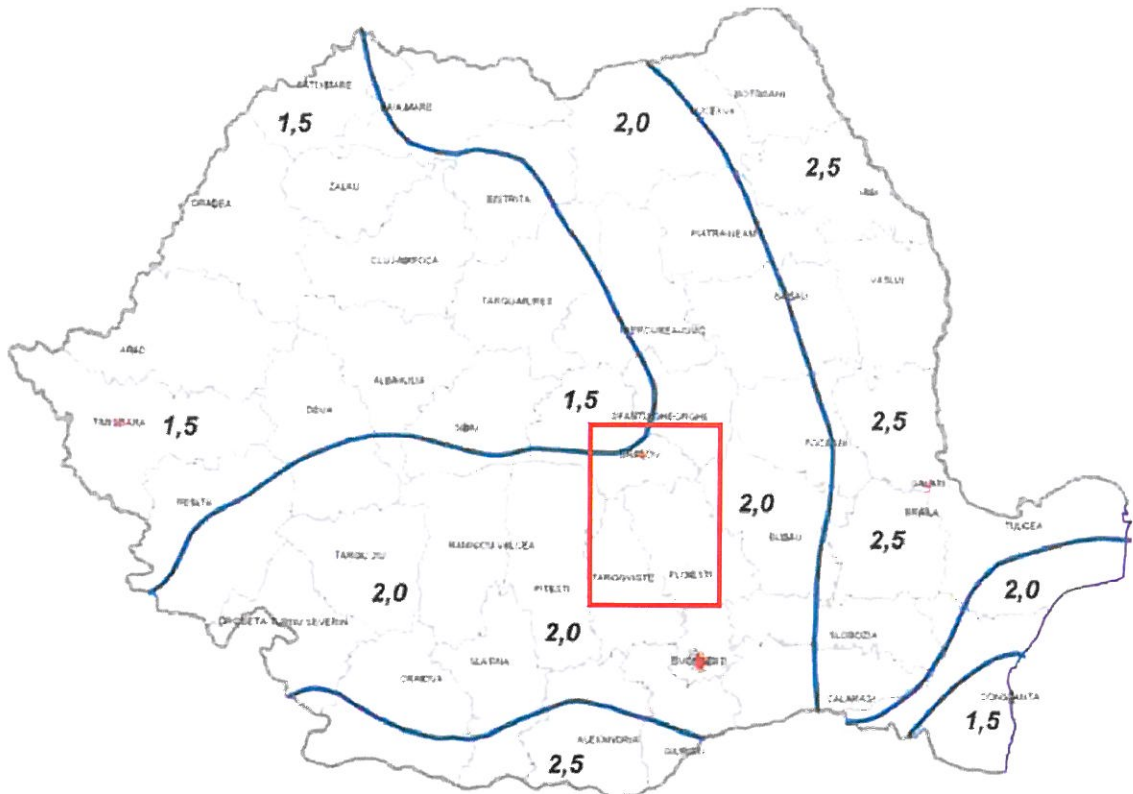 SATU MARE
BAIA MARE
1,5
2,0
BOTOSANI
SUCEAVA
2,5
IASI
ZALAU
ORADEA
BISTRITA
PIATRA NEAMT
CLUJ-NAPOCA
VASLUI
TARGU MURES
BACAU
MIERCUREA CIUC
ARAD
ALBA IULIA
DEVA
1,5
SFANTU GHEORGHE
TIMISOARA
1,5
SIBIU
2,5
FOCSANI
BRASOV
GALATI
RESITA
2,0
BRAILA
TULCEA
BUZAU
2,5
RAMNICU VALCEA
TARGU JIU
TARGOVISTE
PLOIESTI
PITESTI
2,0
2,0
DROBETA-TURNU SEVERIN
2,0
SLOBOZIA
SLATINA
BUCURESTI
CRAIOVA
CALARASI
CONSTANTA
1,5
ALEXANDRIA
GIURGIU
2,5